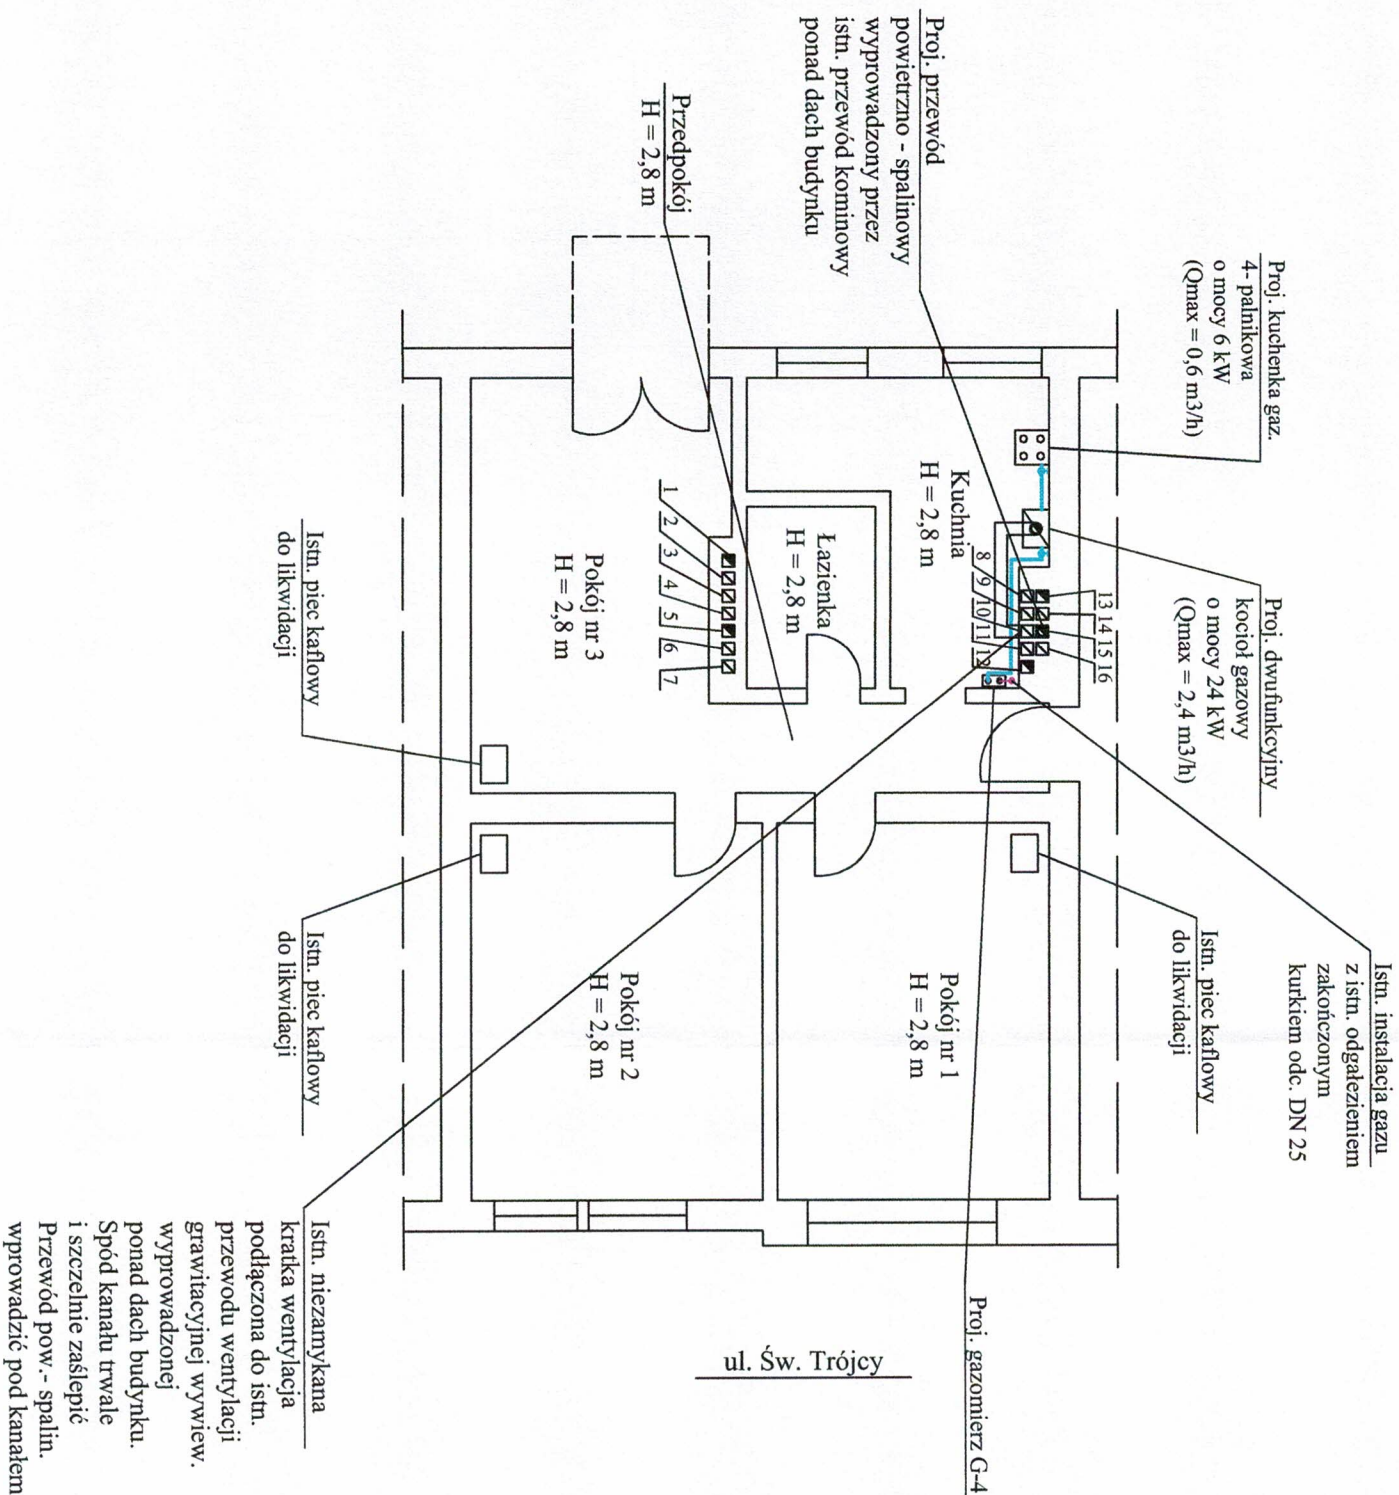 Proj. kuchenka gaz.
4- palnikowa
o mocy 6 kW
(Qmax = 0,6 m3/h)
Proj. dwufunkcyjny
kocioł gazowy
o mocy 24 kW
(Qmax = 2,4 m3/h)
Istn. instalacja gazu
z istn. odgałezieniem
zakończonym
kurkiem odc. DN 25
Proj. przewód
powietrzno - spalinowy
wyprowadzony przez
istn. przewód kominowy
ponad dach budynku
Przedpokój
H = 2,8 m
Istn. piec kaflowy
do likwidacji
13 14 15 16
8 9 10 11 12
Kuchnia
H = 2,8 m
Łazienka
H = 2,8 m
1 2 3 4 5 6 7
Pokój nr 3
H = 2,8 m
Pokój nr 1
H = 2,8 m
Pokój nr 2
H = 2,8 m
Proj. gazomierz G-4
ul. Św. Trójcy
Istn. piec kaflowy
do likwidacji
Istn. piec kaflowy
do likwidacji
Istn. niezamykana
kratka wentylacja
podłączona do istn.
przewodu wentylacji
grawitacyjnej wywiew.
wyprowadzonej
ponad dach budynku.
Spód kanału trwale
i szczelnie zaślepić
Przewód pow.- spalin.
wprowadzić pod kanałem